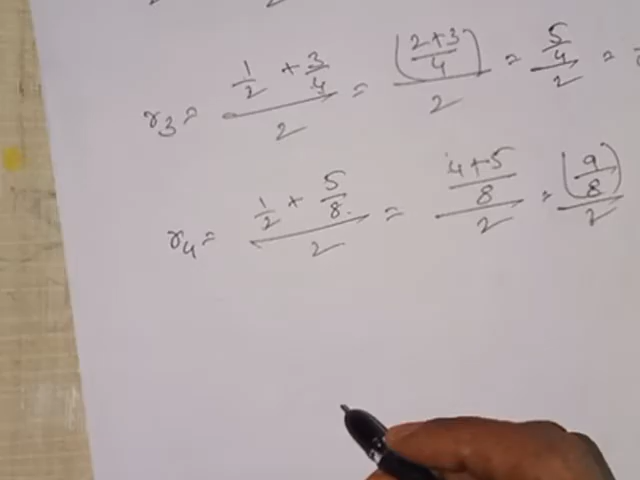 r₃ = (1/2 + 3/4)/2 = ((2+3)/4)/2 = (5/4)/2 =
r₄ = (1/2 + 5/8)/2 = ((4+5)/8)/2 = (9/8)/2